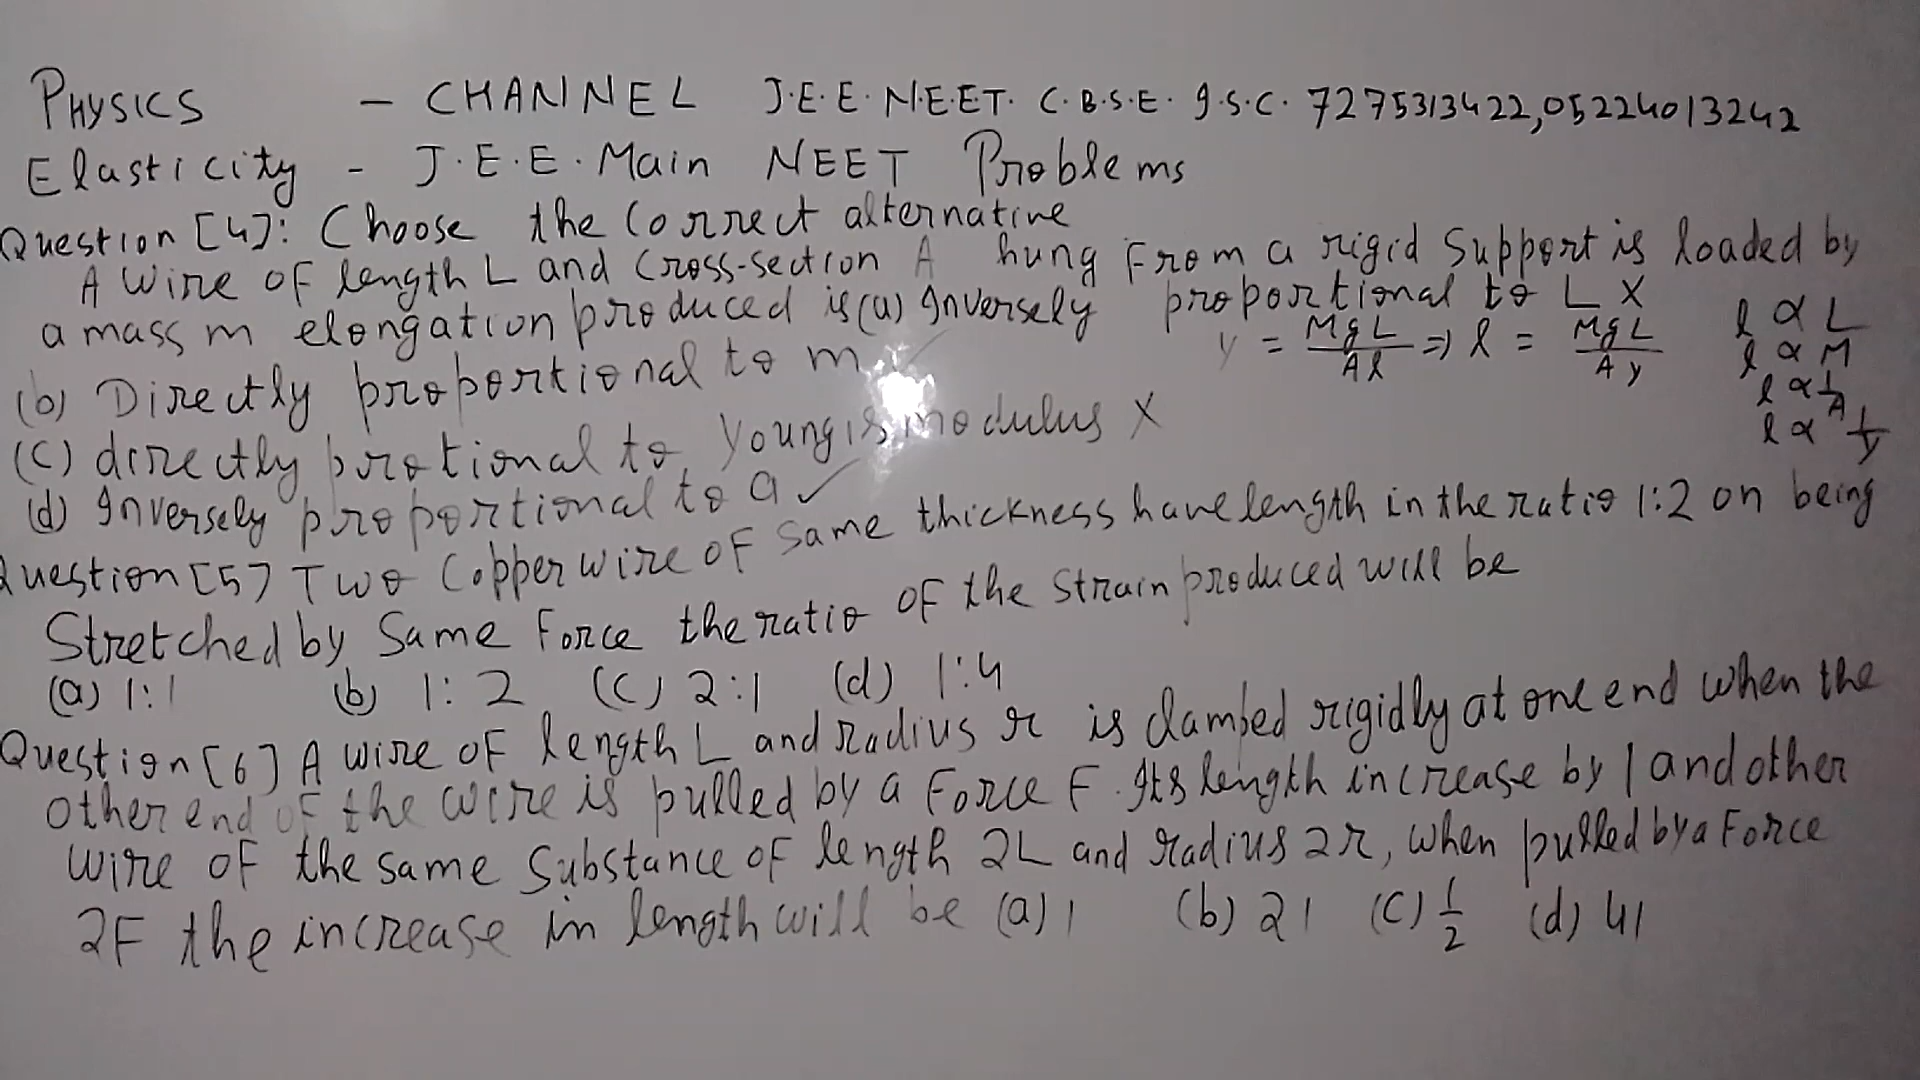 PHYSICS - CHANNEL J.E.E. N.E.E.T. C.B.S.E. I.S.C. 7275313422,05224013242
Elasticity - J.E.E. Main NEET Problems
Question [4]: Choose the Correct alternative
A wire of length L and Cross-section A hung From a rigid Support is loaded by
a mass m elongation produced is (a) Inversely proportional to L X
(b) Directly proportional to m
Y = MgL/Al => l = MgL/AY
l ∝ L
l ∝ M
l ∝ 1/A
l ∝ 1/Y
(c) directly protional to Young's modulus X
(d) Inversely proportional to a ✓
Question [5] Two Copper wire of Same thickness have length in the ratio 1:2 on being
Stretched by Same Force the ratio of the strain produced will be
(a) 1:1 (b) 1:2 (c) 2:1 (d) 1:4
Question [6] A wire of length L and radius r is clamped rigidly at one end when the
other end of the wire is pulled by a Force F. Its length increase by l and other
wire of the same Substance of length 2L and radius 2r, when pulled by a Force
2F the increase in length will be (a) l (b) 2l (c) l/2 (d) 4l